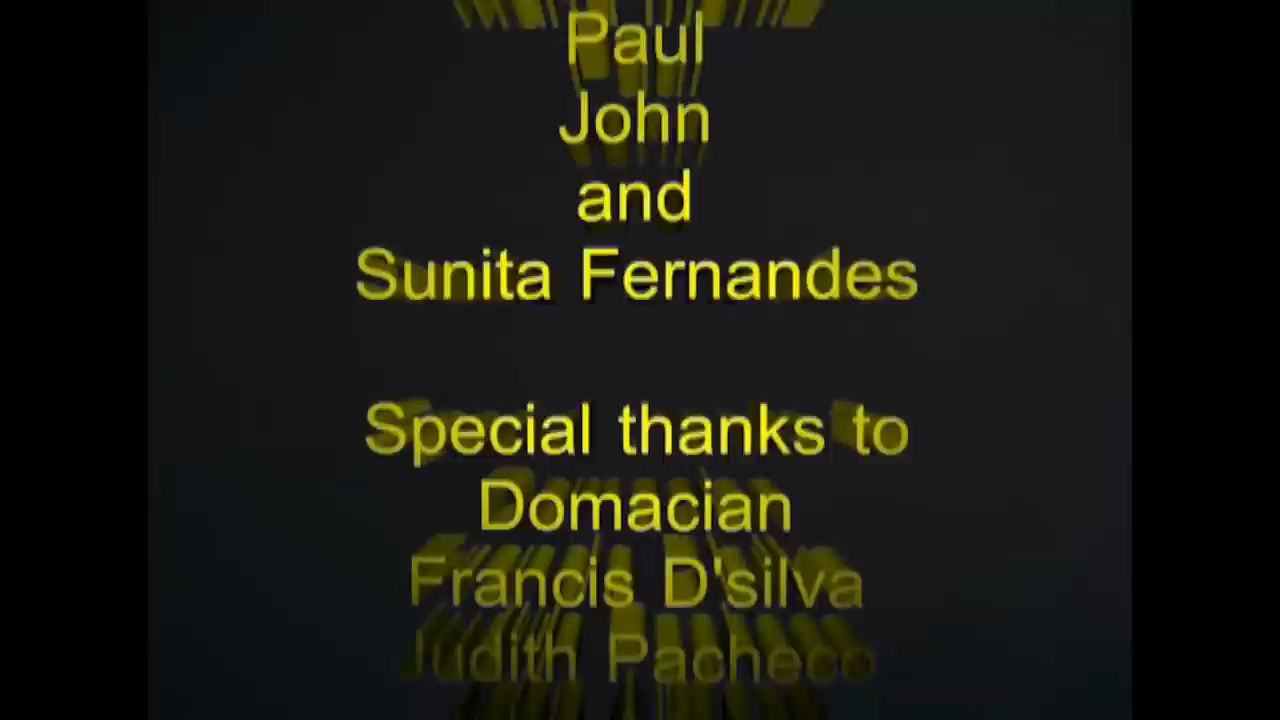 Paul
John
and
Sunita Fernandes
Special thanks to
Domacian
Francis D'silva
Judith Pacheco